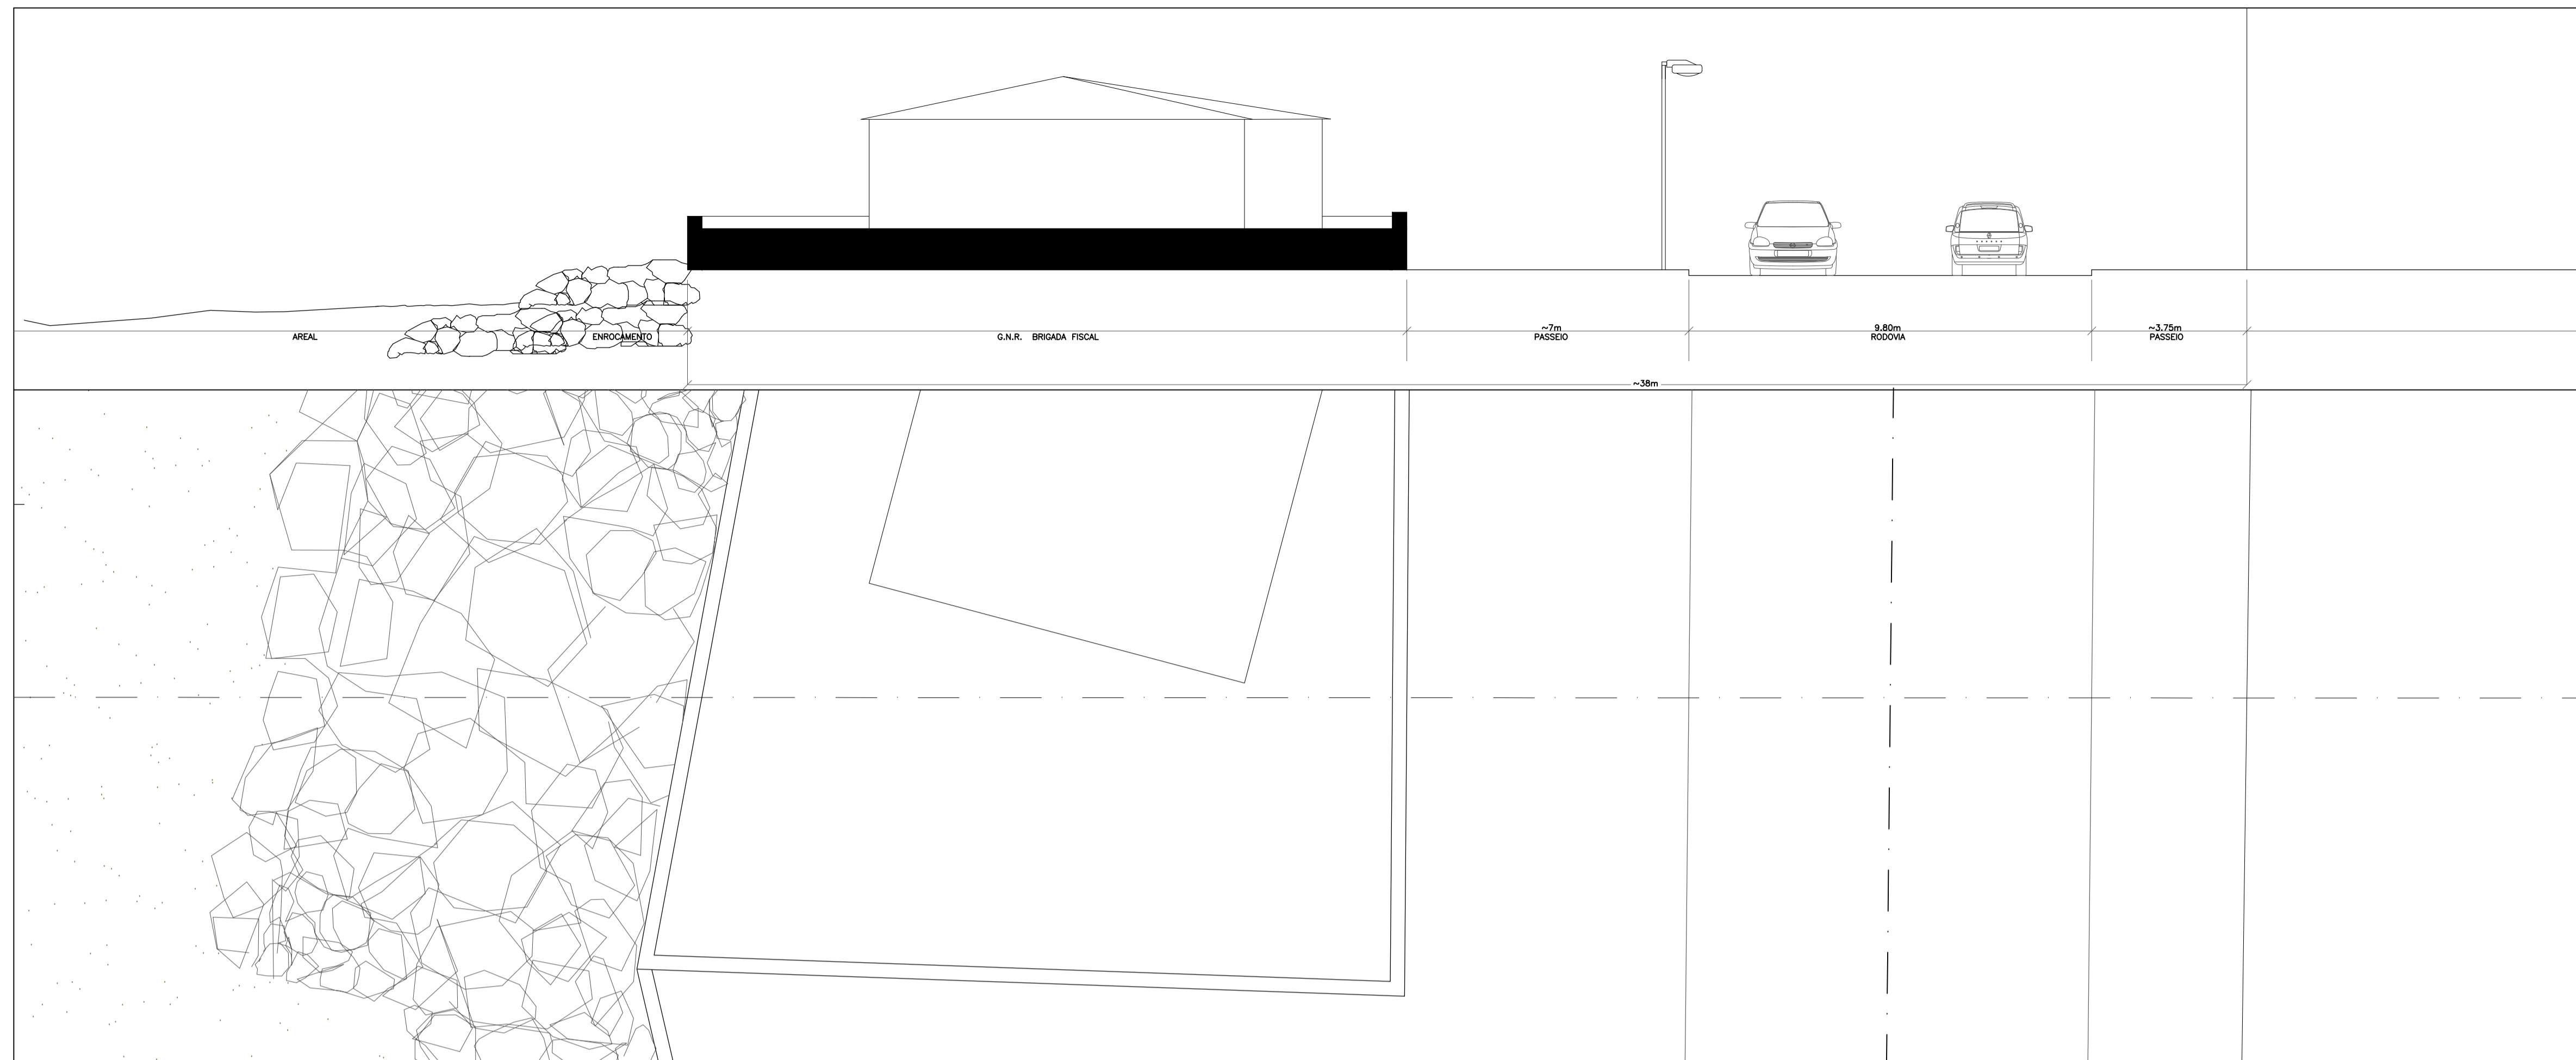 AREAL
ENROCAMENTO
G.N.R. BRIGADA FISCAL
~7m
PASSEIO
9.80m
RODOVIA
~3.75m
PASSEIO
~38m